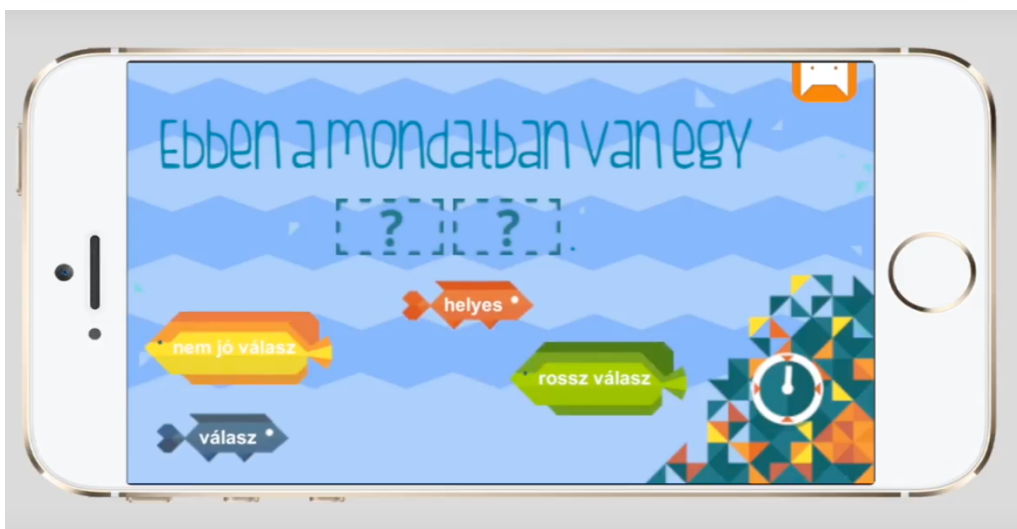 Ebben a mondatban van egy
? ? .
helyes
nem jó válasz
rossz válasz
válasz